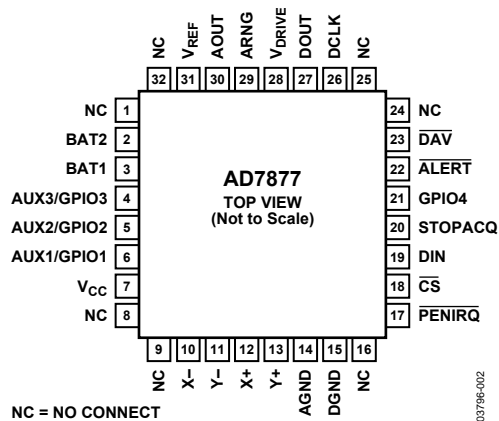 NC
VREF
AOUT
ARNG
VDRIVE
DOUT
DCLK
NC
32 31 30 29 28 27 26 25
NC 1
BAT2 2
BAT1 3
AUX3/GPIO3 4
AUX2/GPIO2 5
AUX1/GPIO1 6
VCC 7
NC 8
AD7877
TOP VIEW
(Not to Scale)
24 NC
23 DAV
22 ALERT
21 GPIO4
20 STOPACQ
19 DIN
18 CS
17 PENIRQ
9 10 11 12 13 14 15 16
NC
X–
Y–
X+
Y+
AGND
DGND
NC
NC = NO CONNECT
03796-002